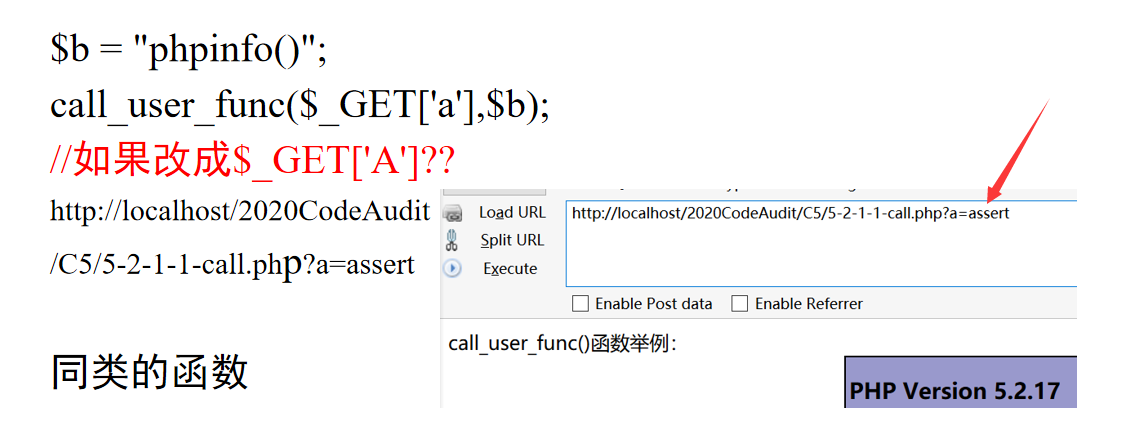 $b = "phpinfo()";
call_user_func($_GET['a'],$b);
//如果改成$_GET['A']??
http://localhost/2020CodeAudit
/C5/5-2-1-1-call.php?a=assert
同类的函数
Load URL
http://localhost/2020CodeAudit/C5/5-2-1-1-call.php?a=assert
Split URL
Execute
Enable Post data Enable Referrer
call_user_func()函数举例：
PHP Version 5.2.17